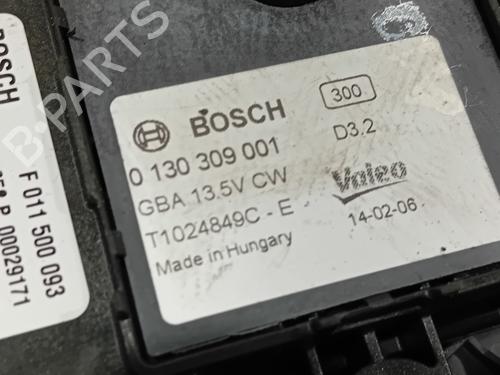 BOSCH
0 130 309 001
GBA 13.5V CW
T1024849C - E
Made in Hungary
300
D3.2
Valeo
14-02-06
BOSCH
F 011 500 093
P 00029171
B-PARTS